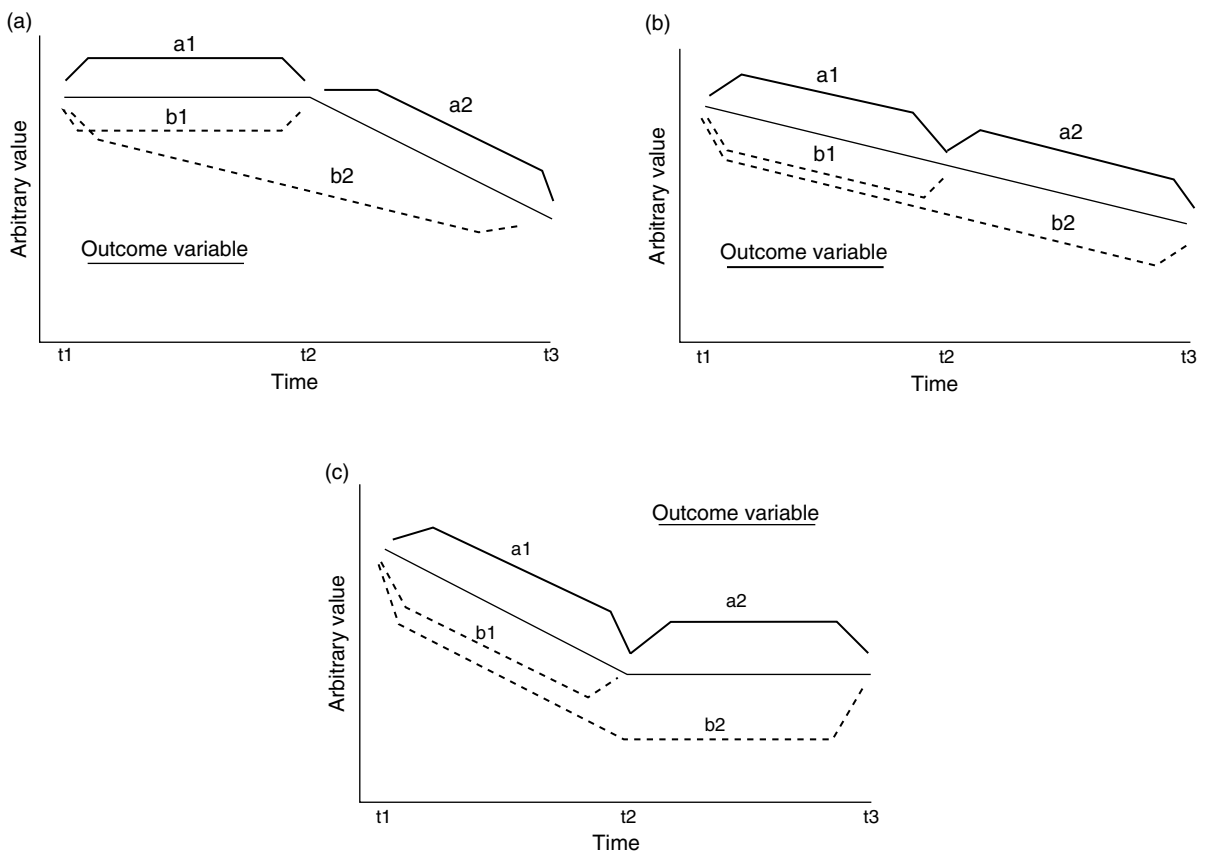 (a)
Arbitrary value
a1
a2
b1
b2
Outcome variable
t1 t2 t3
Time
(b)
Arbitrary value
a1
a2
b1
b2
Outcome variable
t1 t2 t3
Time
(c)
Arbitrary value
Outcome variable
a1
a2
b1
b2
t1 t2 t3
Time